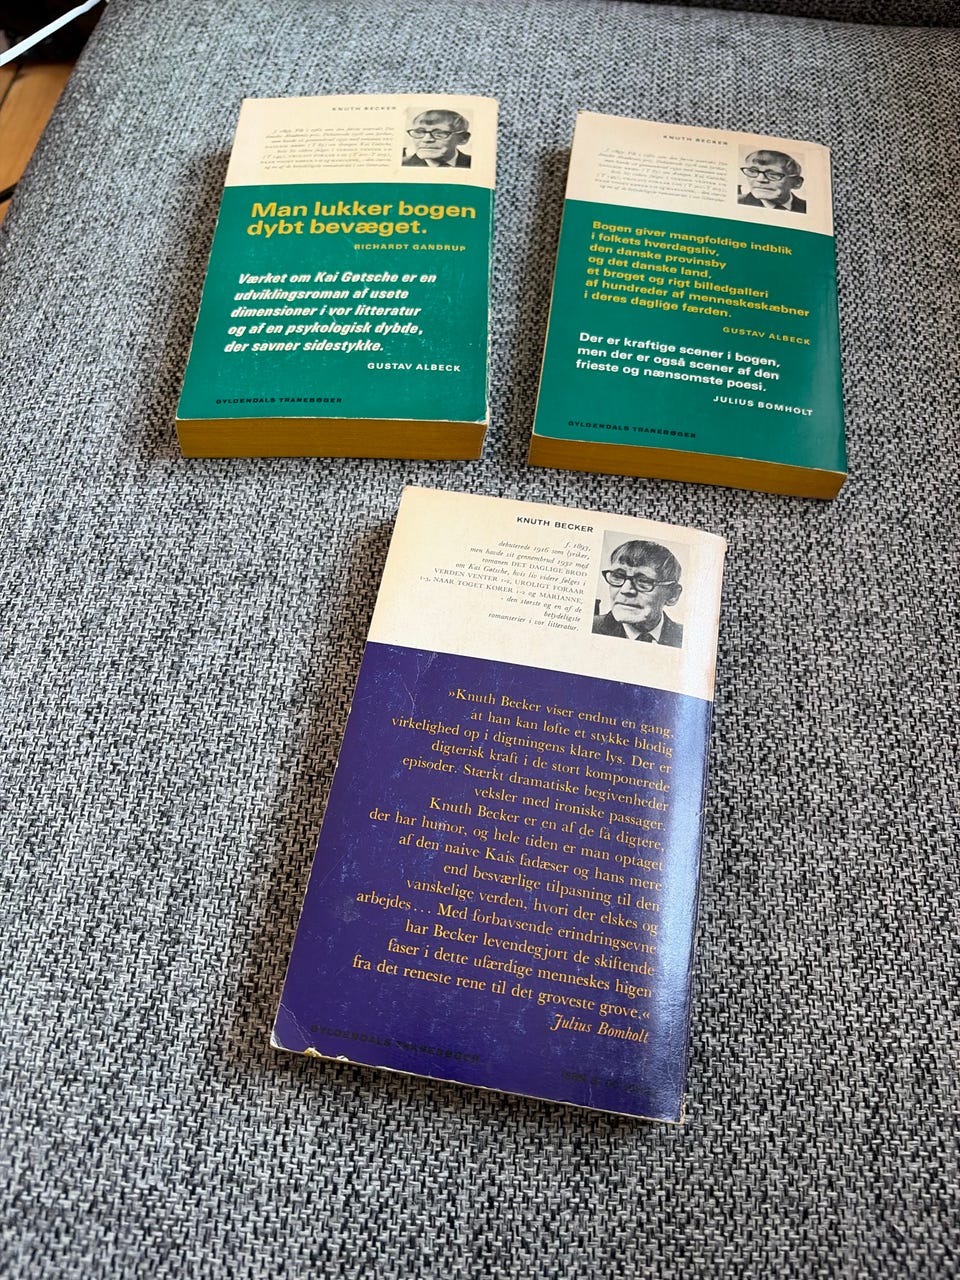 KNUTH BECKER
Man lukker bogen
dybt bevæget.
RICHARDT GANDRUP
Værket om Kai Gøtsche er en
udviklingsroman af usete
dimensioner i vor litteratur
og af en psykologisk dybde,
der savner sidestykke.
GUSTAV ALBECK
GYLDENDALS TRANEBØGER
KNUTH BECKER
Bogen giver mangfoldige indblik
i folkets hverdagsliv,
den danske provinsby
og det danske land,
et broget og rigt billedgalleri
af hundreder af menneskeskæbner
i deres daglige færden.
GUSTAV ALBECK
Der er kraftige scener i bogen,
men der er også scener af den
frieste og nænsomste poesi.
JULIUS BOMHOLT
GYLDENDALS TRANEBØGER
KNUTH BECKER
f. 1893,
debuterede 1916 som lyriker,
men havde sit gennembrud 1932 med
romanen DET DAGLIGE BRØD
om Kai Gøtsche, hvis liv videre følges i
VERDEN VENTER 1-2, UROLIGT FORAAR
1-3, NAAR TOGET KØRER 1-2 og MARIANNE,
- den største og en af de
betydeligste
romanserier i vor litteratur.
»Knuth Becker viser endnu en gang,
at han kan løfte et stykke blodig
virkelighed op i digtningens klare lys. Der er
digterisk kraft i de stort komponerede
episoder. Stærkt dramatiske begivenheder
veksler med ironiske passager.
Knuth Becker er en af de få digtere,
der har humor, og hele tiden er man optaget
af den naive Kais fadæser og hans mere
end besværlige tilpasning til den
vanskelige verden, hvori der elskes og
arbejdes... Med forbavsende erindringsevne
har Becker levendegjort de skiftende
faser i dette ufærdige menneskes higen
fra det reneste rene til det groveste grove.«
Julius Bomholt
GYLDENDALS TRANEBØGER